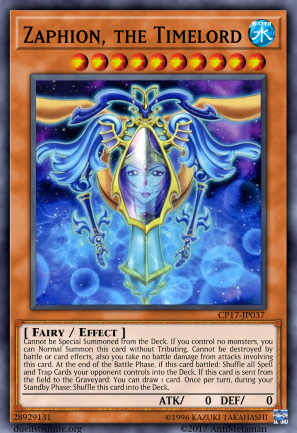 Zaphion, the Timelord
WATER
水
CP17-JP037
[ Fairy / Effect ]
Cannot be Special Summoned from the Deck. If you control no monsters, you
can Normal Summon this card without Tributing. Cannot be destroyed by
battle or card effects, also you take no battle damage from attacks involving
this card. At the end of the Battle Phase, if this card battled: Shuffle all Spell
and Trap Cards your opponent controls into the Deck. If this card is sent from
the field to the Graveyard: You can draw 1 card. Once per turn, during your
Standby Phase: Shuffle this card into the Deck.
ATK/ 0 DEF/ 0
28929131
©1996 KAZUKI TAKAHASHI
duelistsunite.org
©2017 AntiMetaman